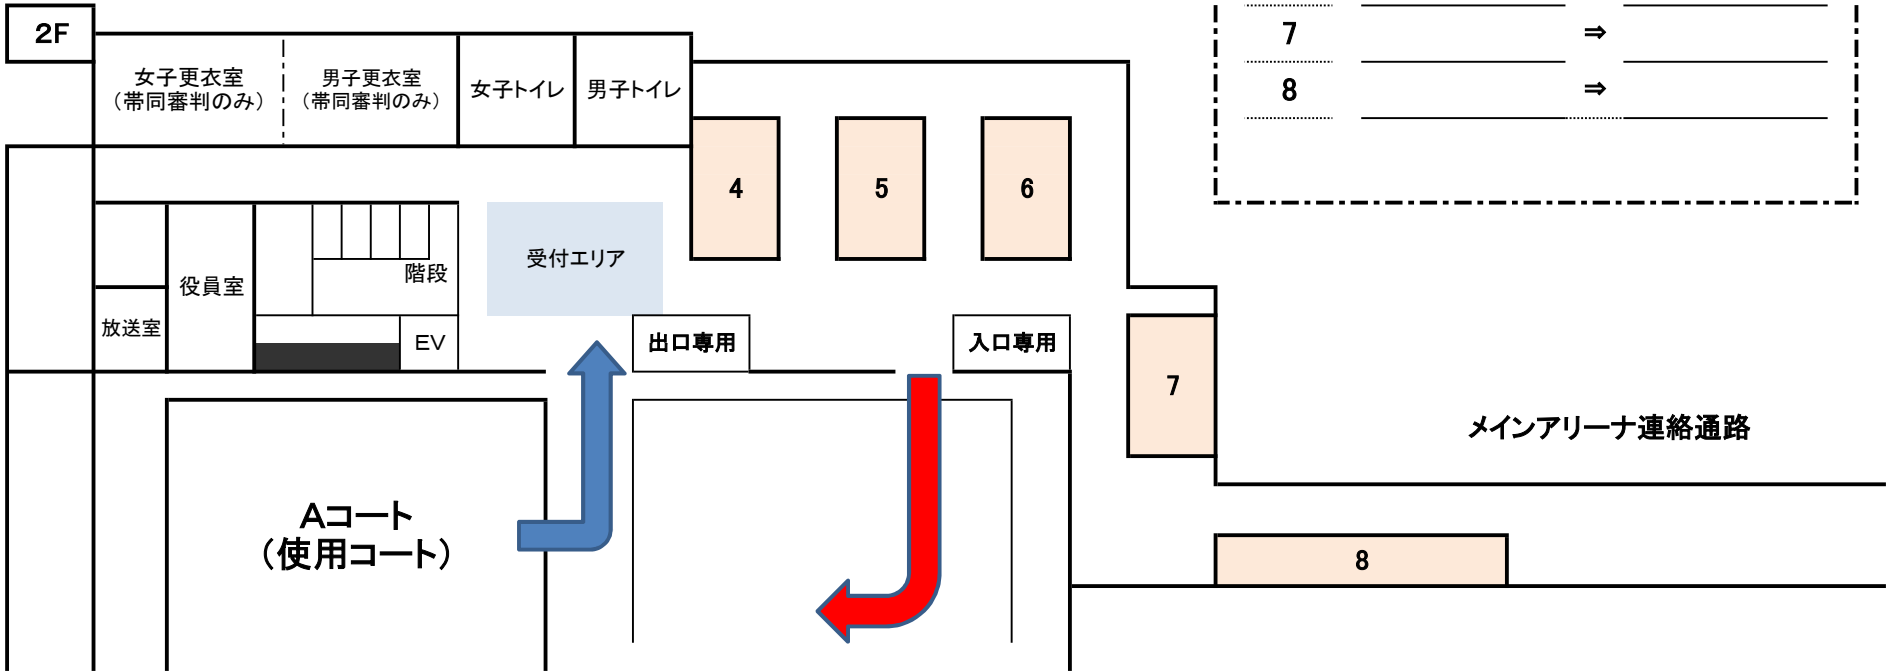 2F
女子更衣室
（帯同審判のみ）
男子更衣室
（帯同審判のみ）
女子トイレ
男子トイレ
7 ⇒
8 ⇒
4
5
6
受付エリア
階段
役員室
放送室
EV
出口専用
入口専用
7
メインアリーナ連絡通路
Aコート
（使用コート）
8